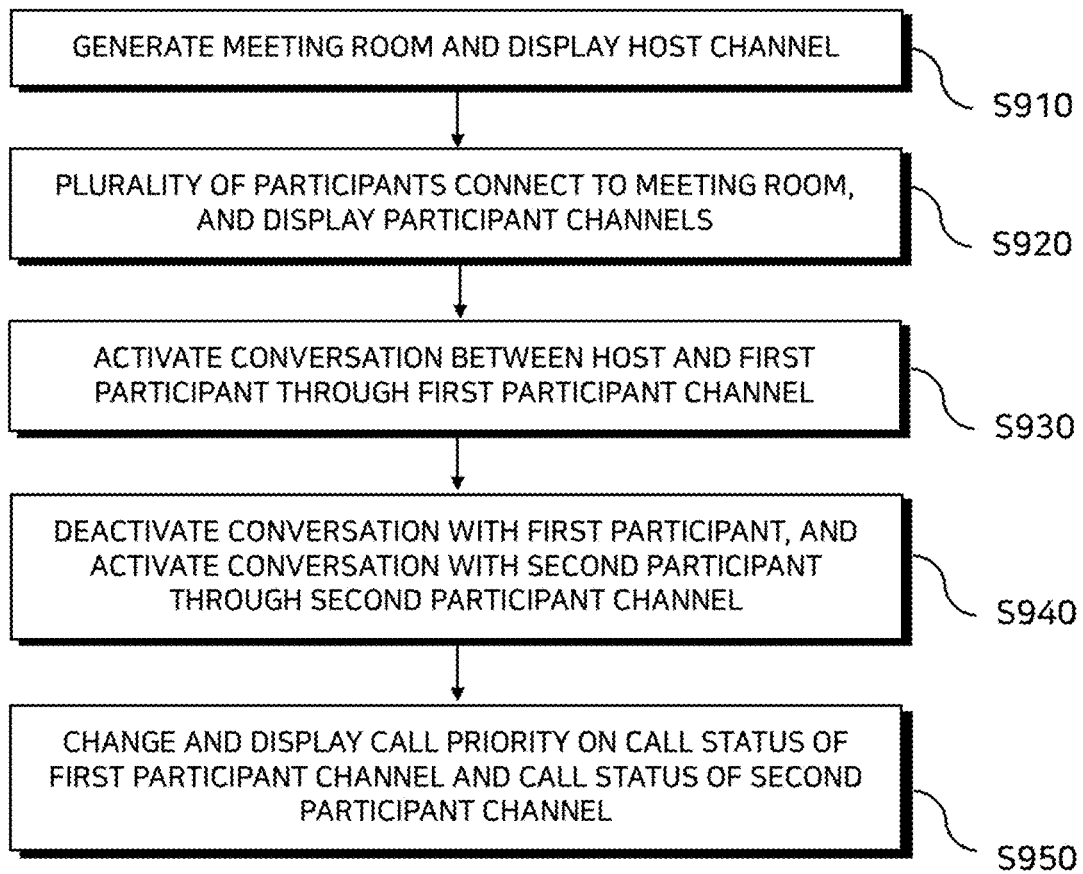 GENERATE MEETING ROOM AND DISPLAY HOST CHANNEL
S910
PLURALITY OF PARTICIPANTS CONNECT TO MEETING ROOM,
AND DISPLAY PARTICIPANT CHANNELS
S920
ACTIVATE CONVERSATION BETWEEN HOST AND FIRST
PARTICIPANT THROUGH FIRST PARTICIPANT CHANNEL
S930
DEACTIVATE CONVERSATION WITH FIRST PARTICIPANT, AND
ACTIVATE CONVERSATION WITH SECOND PARTICIPANT
THROUGH SECOND PARTICIPANT CHANNEL
S940
CHANGE AND DISPLAY CALL PRIORITY ON CALL STATUS OF
FIRST PARTICIPANT CHANNEL AND CALL STATUS OF SECOND
PARTICIPANT CHANNEL
S950